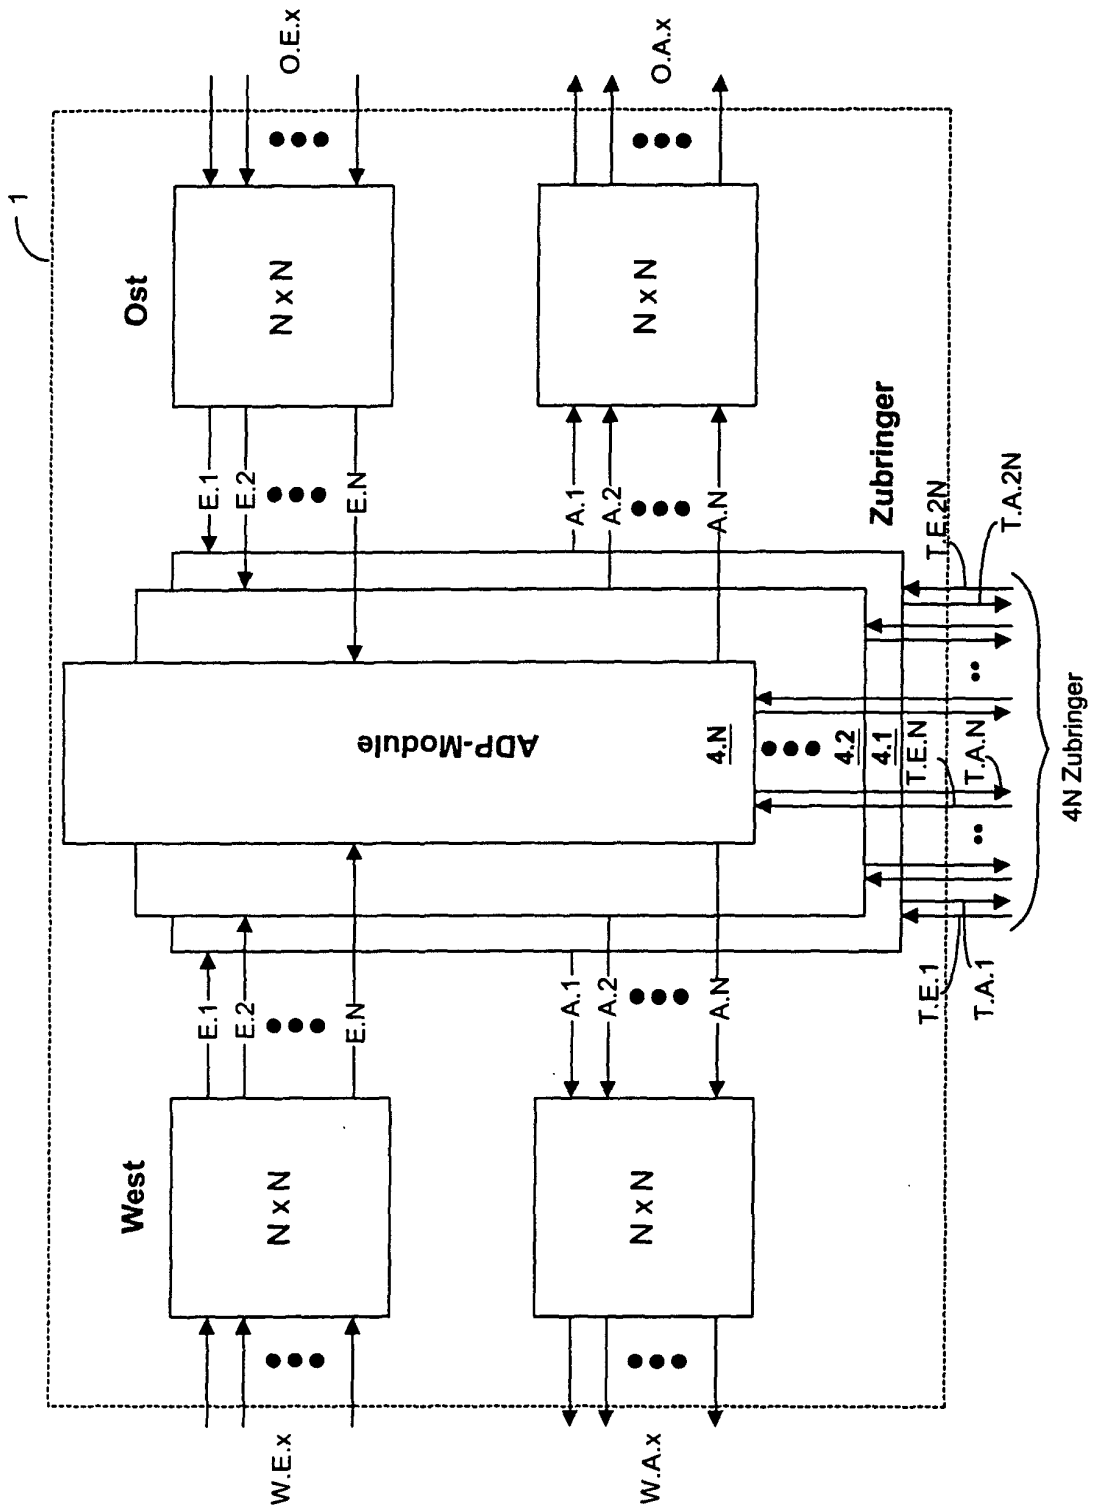 1
West
Ost
W.E.x
N x N
E.1
E.2
E.N
E.1
E.2
E.N
N x N
O.E.x
ADP-Module
W.A.x
N x N
A.1
A.2
A.N
A.1
A.2
A.N
N x N
O.A.x
4.N
4.2
4.1
Zubringer
T.E.1
T.A.1
T.E.N
T.A.N
T.E.2N
T.A.2N
4N Zubringer